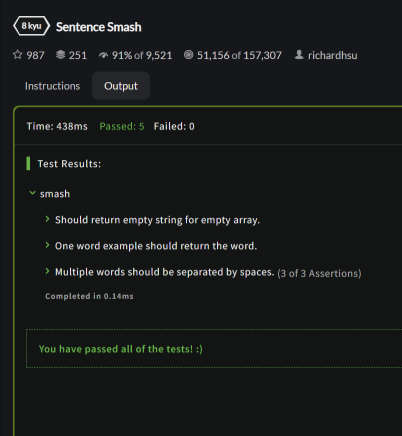 8 kyu Sentence Smash
987 251 91% of 9,521 51,156 of 157,307 richardhsu
Instructions Output
Time: 438ms Passed: 5 Failed: 0
Test Results:
smash
Should return empty string for empty array.
One word example should return the word.
Multiple words should be separated by spaces. (3 of 3 Assertions)
Completed in 0.14ms
You have passed all of the tests! :)